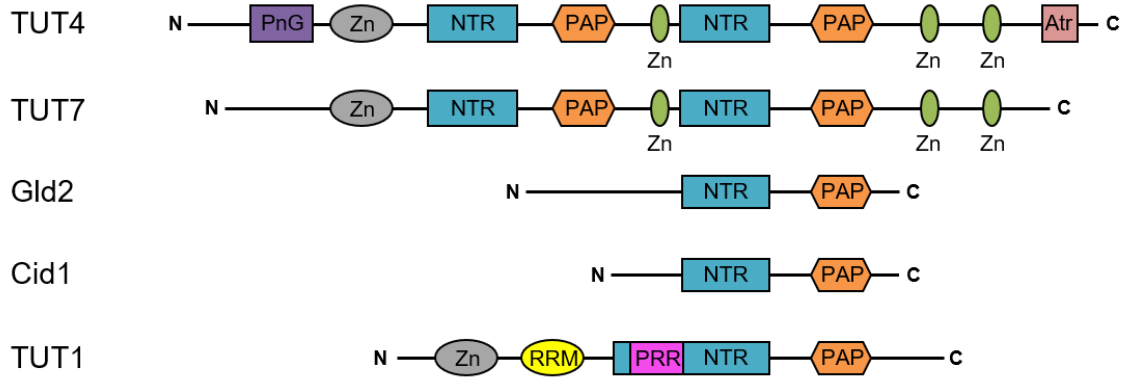 TUT4 N PnG Zn NTR PAP NTR PAP Atr C
Zn Zn Zn
TUT7 N Zn NTR PAP NTR PAP C
Zn Zn Zn
Gld2 N NTR PAP C
Cid1 N NTR PAP C
TUT1 N Zn RRM PRR NTR PAP C